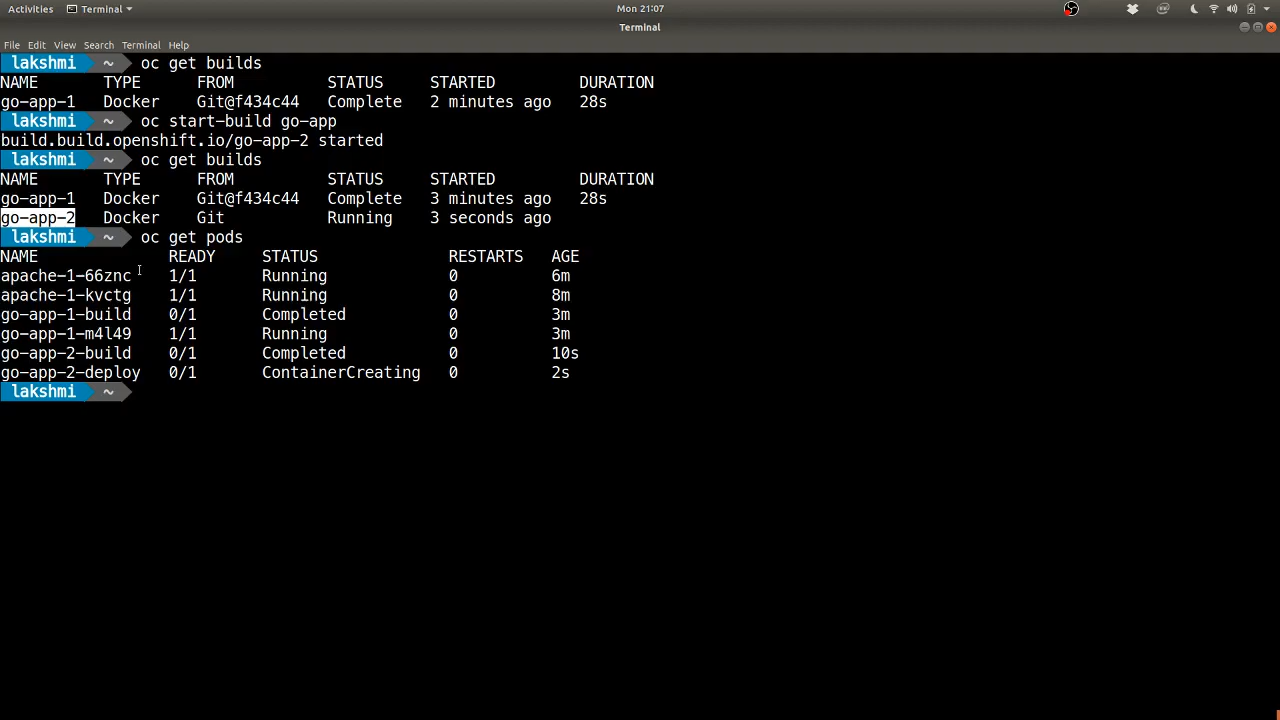 Activities Terminal Mon 21:07
Terminal
File Edit View Search Terminal Help
lakshmi ~ oc get builds
NAME TYPE FROM STATUS STARTED DURATION
go-app-1 Docker Git@f434c44 Complete 2 minutes ago 28s
lakshmi ~ oc start-build go-app
build.build.openshift.io/go-app-2 started
lakshmi ~ oc get builds
NAME TYPE FROM STATUS STARTED DURATION
go-app-1 Docker Git@f434c44 Complete 3 minutes ago 28s
go-app-2 Docker Git Running 3 seconds ago
lakshmi ~ oc get pods
NAME READY STATUS RESTARTS AGE
apache-1-66znc 1/1 Running 0 6m
apache-1-kvctg 1/1 Running 0 8m
go-app-1-build 0/1 Completed 0 3m
go-app-1-m4l49 1/1 Running 0 3m
go-app-2-build 0/1 Completed 0 10s
go-app-2-deploy 0/1 ContainerCreating 0 2s
lakshmi ~